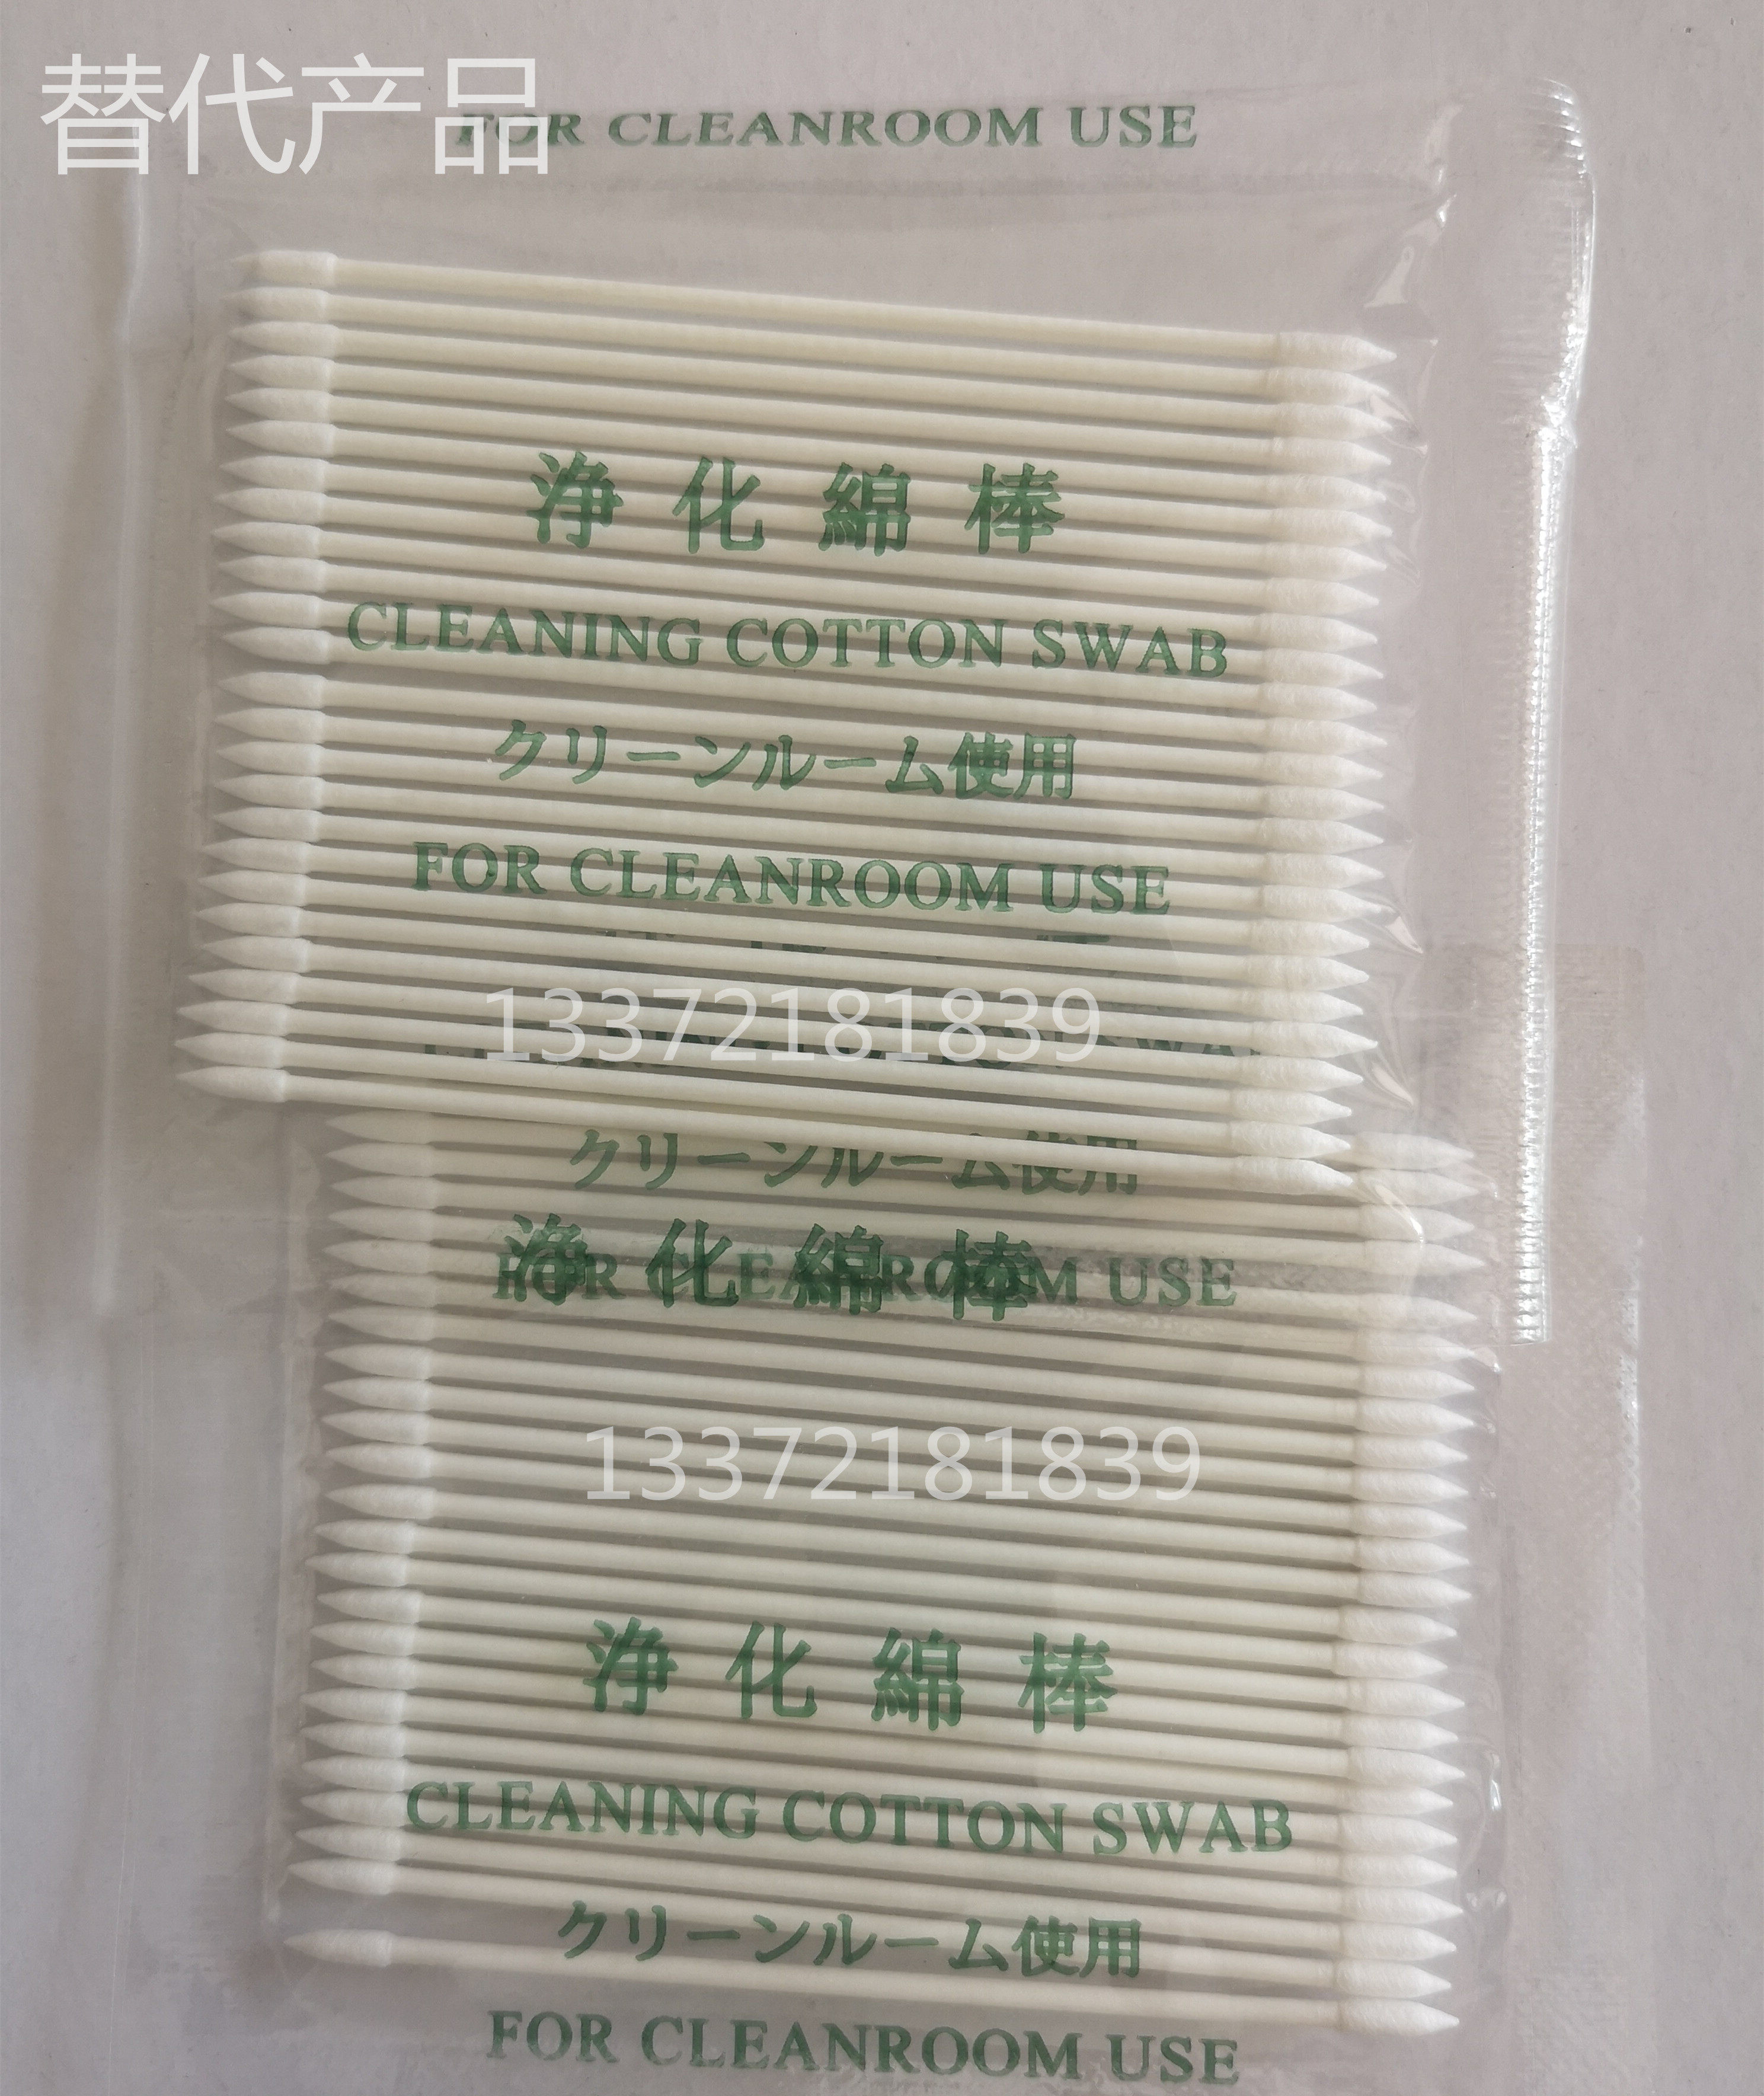 替代产品
FOR CLEANROOM USE
浄化綿棒
CLEANING COTTON SWAB
クリーンルーム使用
FOR CLEANROOM USE
13372181839
クリーンルーム使用
浄化綿棒
FOR CLEANROOM USE
13372181839
浄化綿棒
CLEANING COTTON SWAB
クリーンルーム使用
FOR CLEANROOM USE